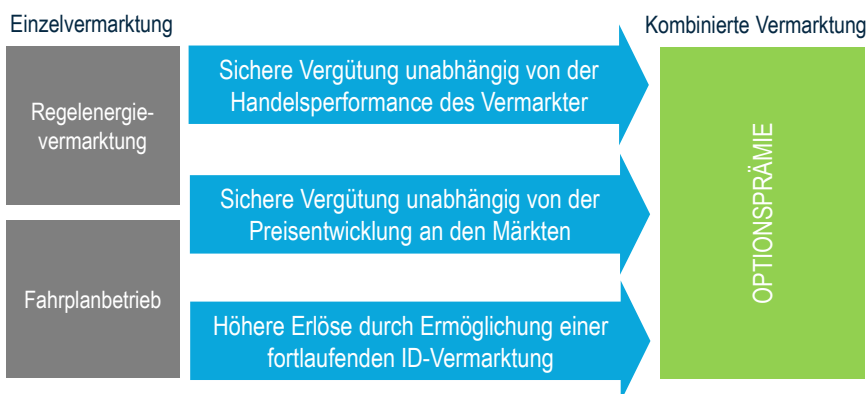 Einzelvermarktung
Kombinierte Vermarktung
Regelenergie-
vermarktung
Fahrplanbetrieb
Sichere Vergütung unabhängig von der
Handelsperformance des Vermarkter
Sichere Vergütung unabhängig von der
Preisentwicklung an den Märkten
Höhere Erlöse durch Ermöglichung einer
fortlaufenden ID-Vermarktung
OPTIONSPRÄMIE